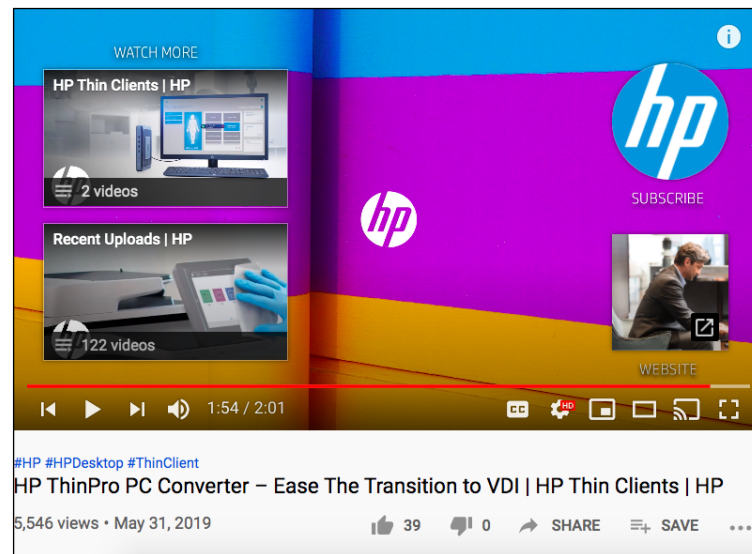 WATCH MORE
HP Thin Clients | HP
2 videos
Recent Uploads | HP
122 videos
hp
hp
SUBSCRIBE
WEBSITE
1:54 / 2:01
CC
HD
#HP #HPDesktop #ThinClient
HP ThinPro PC Converter – Ease The Transition to VDI | HP Thin Clients | HP
5,546 views • May 31, 2019
39
0
SHARE
SAVE